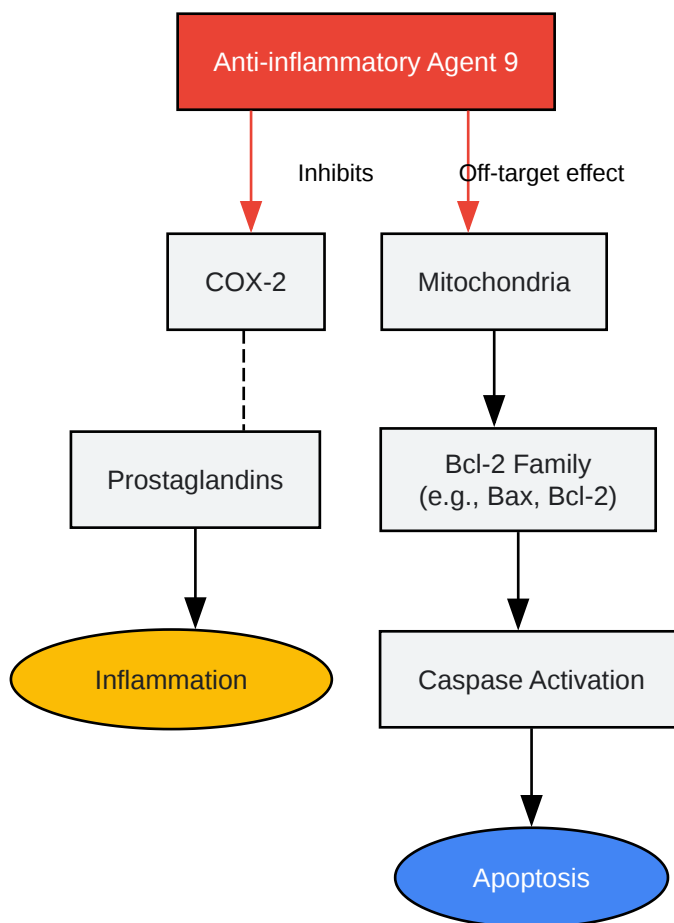 Anti-inflammatory Agent 9
Inhibits
Off-target effect
COX-2
Mitochondria
Prostaglandins
Bcl-2 Family
(e.g., Bax, Bcl-2)
Inflammation
Caspase Activation
Apoptosis